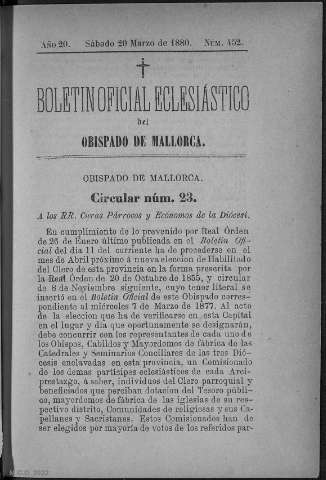 Año 20. Sábado 20 Marzo de 1880. Núm. 452.
BOLETIN OFICIAL ECLESIÁSTICO
del
OBISPADO DE MALLORCA.
OBISPADO DE MALLORCA.
Circular núm. 23.
A los RR. Curas Párrocos y Ecónomos de la Diócesi.
En cumplimiento de lo prevenido por Real Orden
de 26 de Enero último publicada en el Boletin Ofi-
cial del dia 11 del corriente ha de procederse en el
mes de Abril próximo á nueva eleccion de Habilitado
del Clero de esta provincia en la forma prescrita por
la Real Orden de 20 de Octubre de 1855, y circular
de 8 de Noviembre siguiente, cuyo tenor literal se
insertó en el Boletin Oficial de este Obispado corres-
pondiente al miércoles 7 de Marzo de 1877. Al acto
de la eleccion que ha de verificarse en esta Capital
en el lugar y dia que oportunamente se designarán,
debe concurrir con los representantes de cada uno de
los Obispos, Cabildos y Mayordomos de fábrica de las
Catedrales y Seminarios Conciliares de las tres Dió-
cesis enclavadas en esta provincia, un Comisionado
de los demas partícipes eclesiásticos de cada Arci-
prestazgo, á saber, individuos del Clero parroquial y
beneficiados que perciban dotacion del Tesoro públi-
co, mayordomos de fábrica de las iglesias de su res-
pectivo distrito, Comunidades de religiosas y sus Ca-
pellanes y Sacristanes. Estos Comisionados han de
ser elegidos por mayoría de votos de los referidos par-